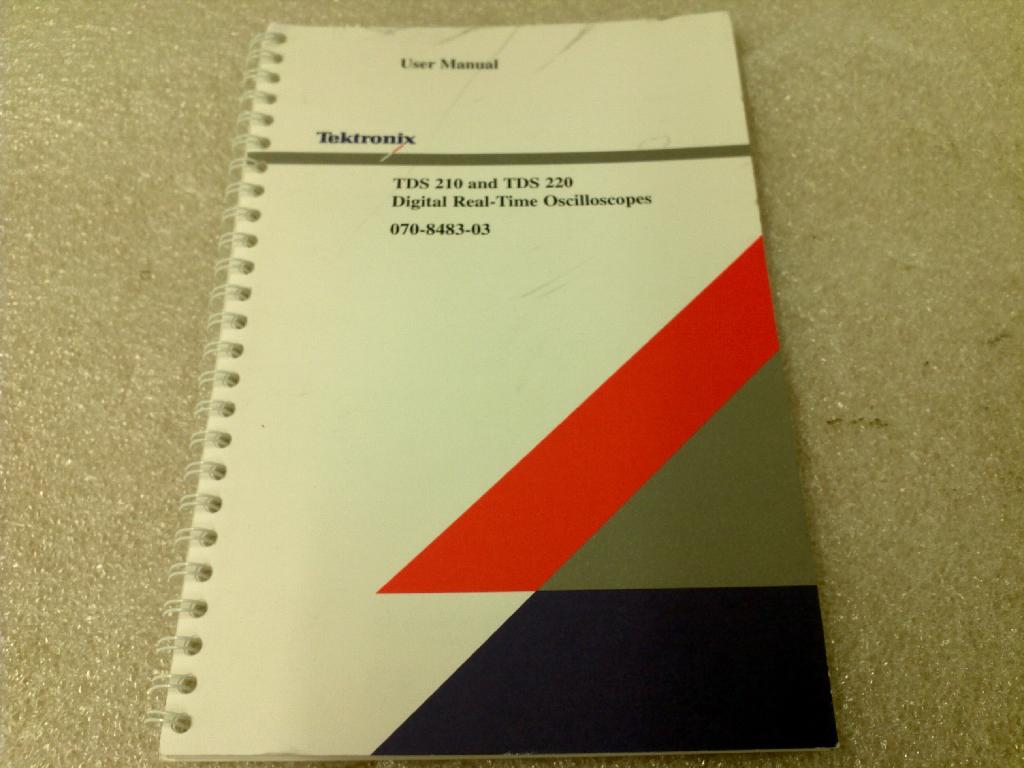 User Manual
Tektronix
TDS 210 and TDS 220
Digital Real-Time Oscilloscopes
070-8483-03